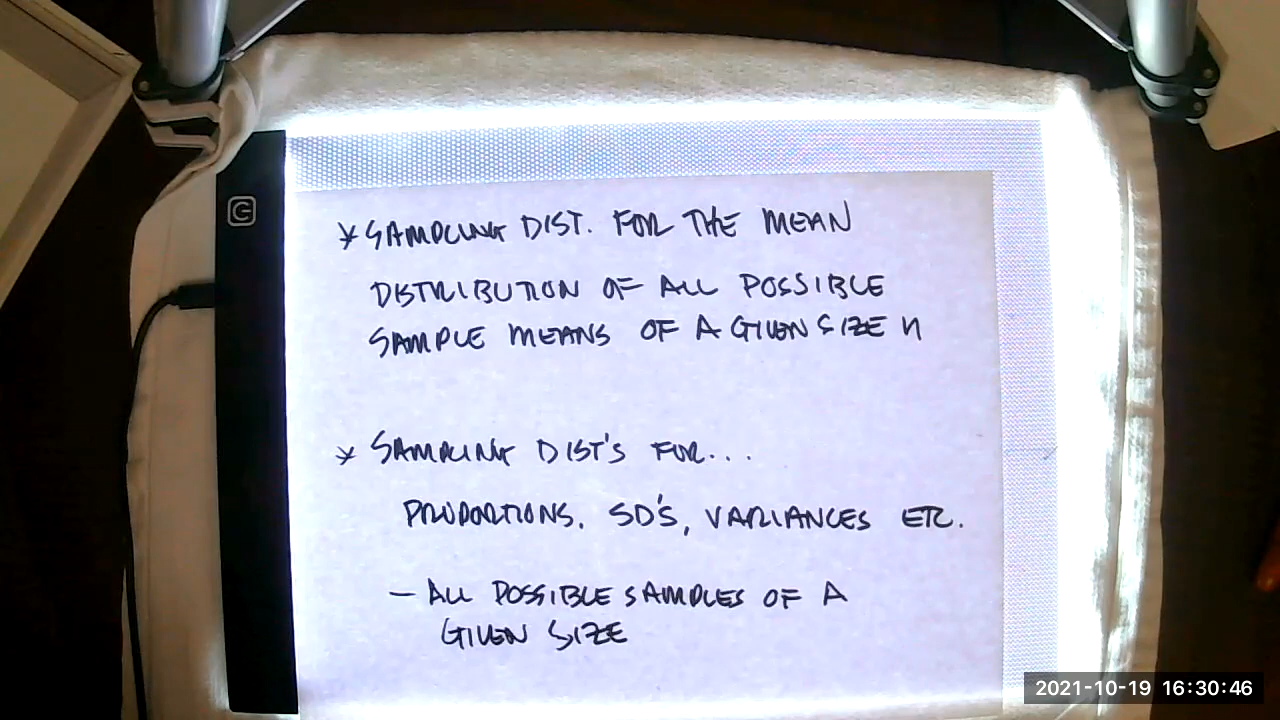 * SAMPLING DIST. FOR THE MEAN
DISTRIBUTION OF ALL POSSIBLE
SAMPLE MEANS OF A GIVEN SIZE n
* SAMPLING DIST'S FOR...
PROPORTIONS, SD'S, VARIANCES ETC.
- ALL POSSIBLE SAMPLES OF A
GIVEN SIZE
2021-10-19 16:30:46